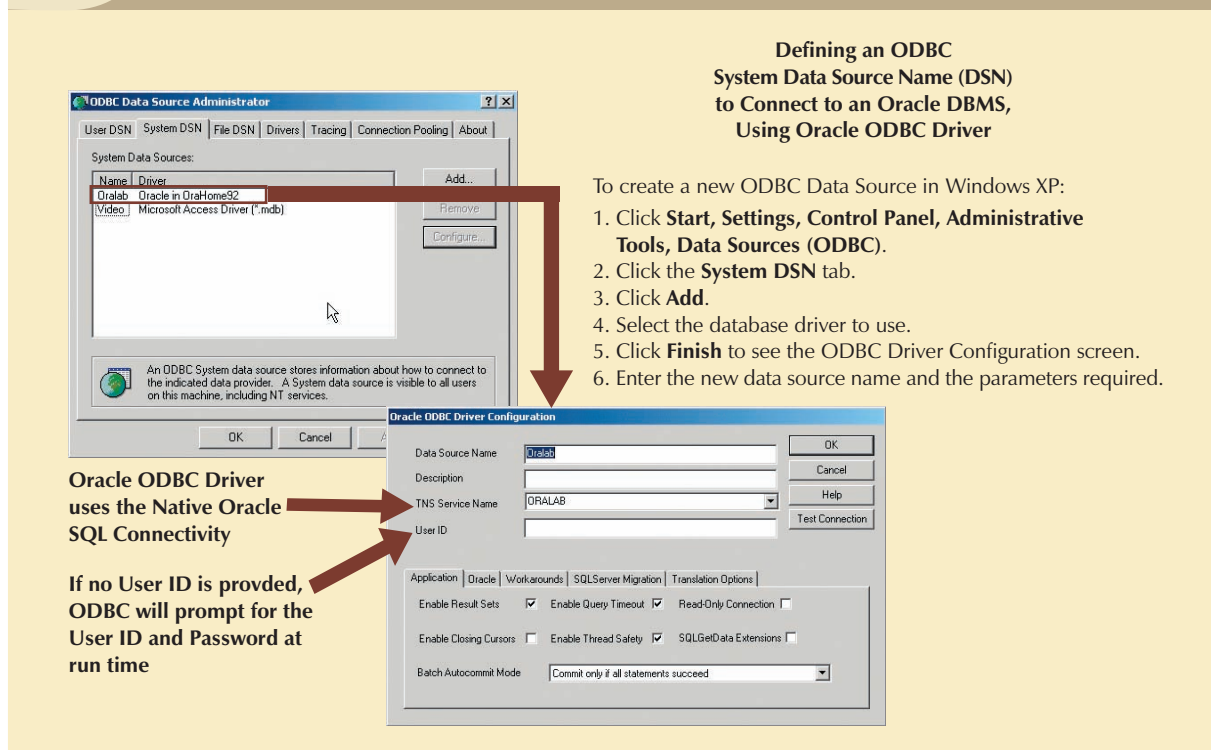 Defining an ODBC
System Data Source Name (DSN)
to Connect to an Oracle DBMS,
Using Oracle ODBC Driver
ODBC Data Source Administrator
User DSN System DSN File DSN Drivers Tracing Connection Pooling About
System Data Sources:
Name Driver
Oralab Oracle in OraHome92
Video Microsoft Access Driver (*.mdb)
Add...
Remove
Configure...
An ODBC System data source stores information about how to connect to
the indicated data provider. A System data source is visible to all users
on this machine, including NT services.
OK Cancel A
To create a new ODBC Data Source in Windows XP:
1. Click Start, Settings, Control Panel, Administrative
Tools, Data Sources (ODBC).
2. Click the System DSN tab.
3. Click Add.
4. Select the database driver to use.
5. Click Finish to see the ODBC Driver Configuration screen.
6. Enter the new data source name and the parameters required.
Oracle ODBC Driver
uses the Native Oracle
SQL Connectivity
If no User ID is provded,
ODBC will prompt for the
User ID and Password at
run time
Oracle ODBC Driver Configuration
Data Source Name Oralab
Description
TNS Service Name ORALAB
User ID
OK
Cancel
Help
Test Connection
Application Oracle Workarounds SQLServer Migration Translation Options
Enable Result Sets Enable Query Timeout Read-Only Connection
Enable Closing Cursors Enable Thread Safety SQLGetData Extensions
Batch Autocommit Mode Commit only if all statements succeed